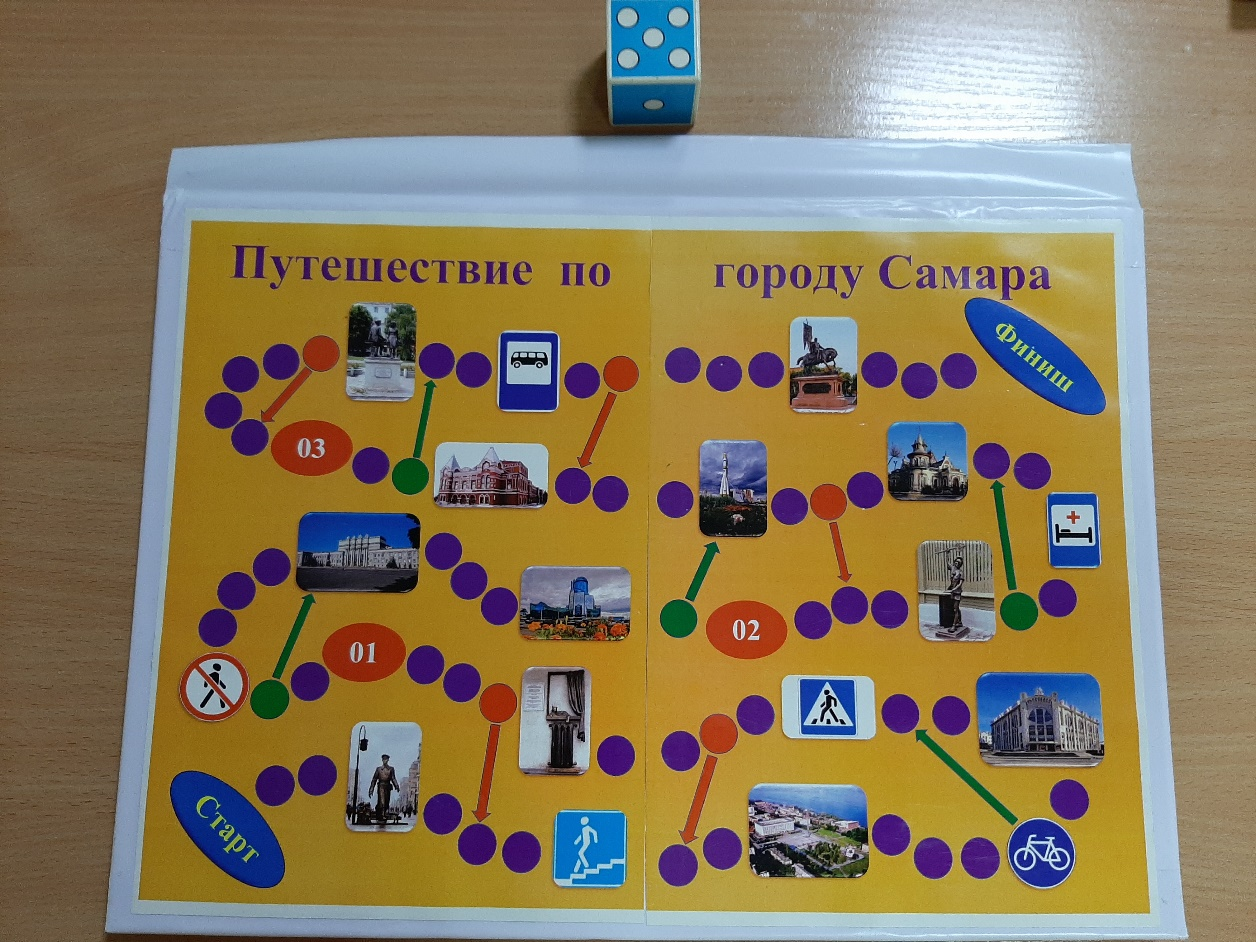 Путешествие по городу Самара
Финиш
03
02
01
Старт